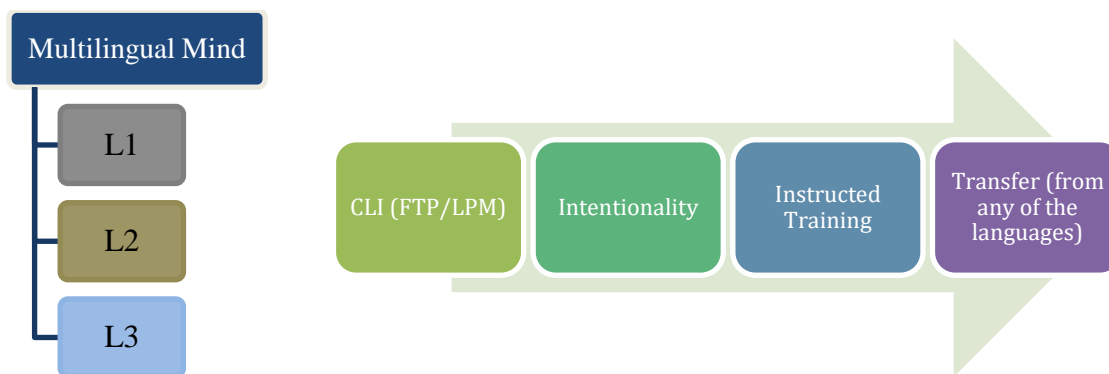 Multilingual Mind
L1
L2
L3
CLI (FTP/LPM)
Intentionality
Instructed
Training
Transfer (from
any of the
languages)